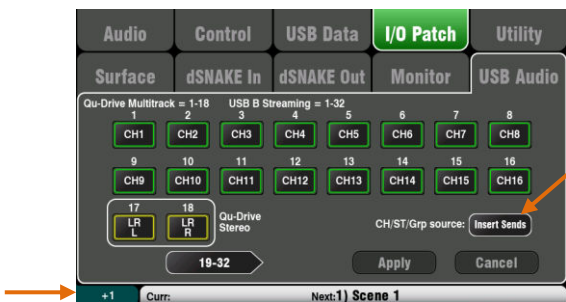 Audio Control USB Data I/O Patch Utility
Surface dSNAKE In dSNAKE Out Monitor USB Audio
Qu-Drive Multitrack = 1-18 USB B Streaming = 1-32
1 2 3 4 5 6 7 8
CH1 CH2 CH3 CH4 CH5 CH6 CH7 CH8
9 10 11 12 13 14 15 16
CH9 CH10 CH11 CH12 CH13 CH14 CH15 CH16
17 18
LR L LR R Qu-Drive Stereo CH/ST/Grp source: Insert Sends
19-32 Apply Cancel
+1 Curr: Next:1) Scene 1